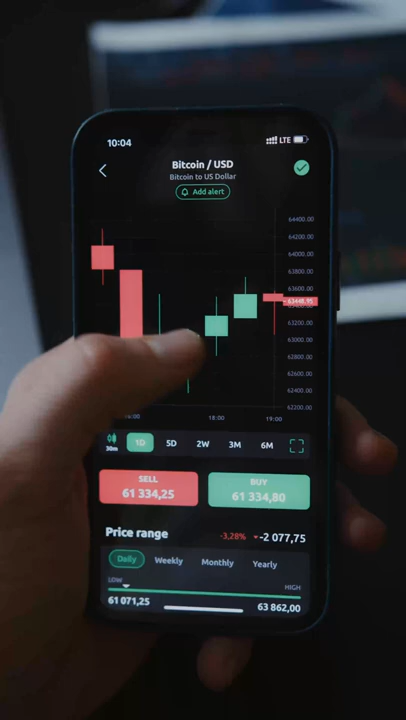 10:04
LTE
Bitcoin / USD
Bitcoin to US Dollar
Add alert
64400.00
64200.00
64000.00
63800.00
63600.00
63448.95
63200.00
63000.00
62800.00
62600.00
62400.00
62200.00
18:00
19:00
30m
1D
5D
2W
3M
6M
SELL
61 334,25
BUY
61 334,80
Price range
-3,28%
-2 077,75
Daily
Weekly
Monthly
Yearly
LOW
HIGH
61 071,25
63 862,00